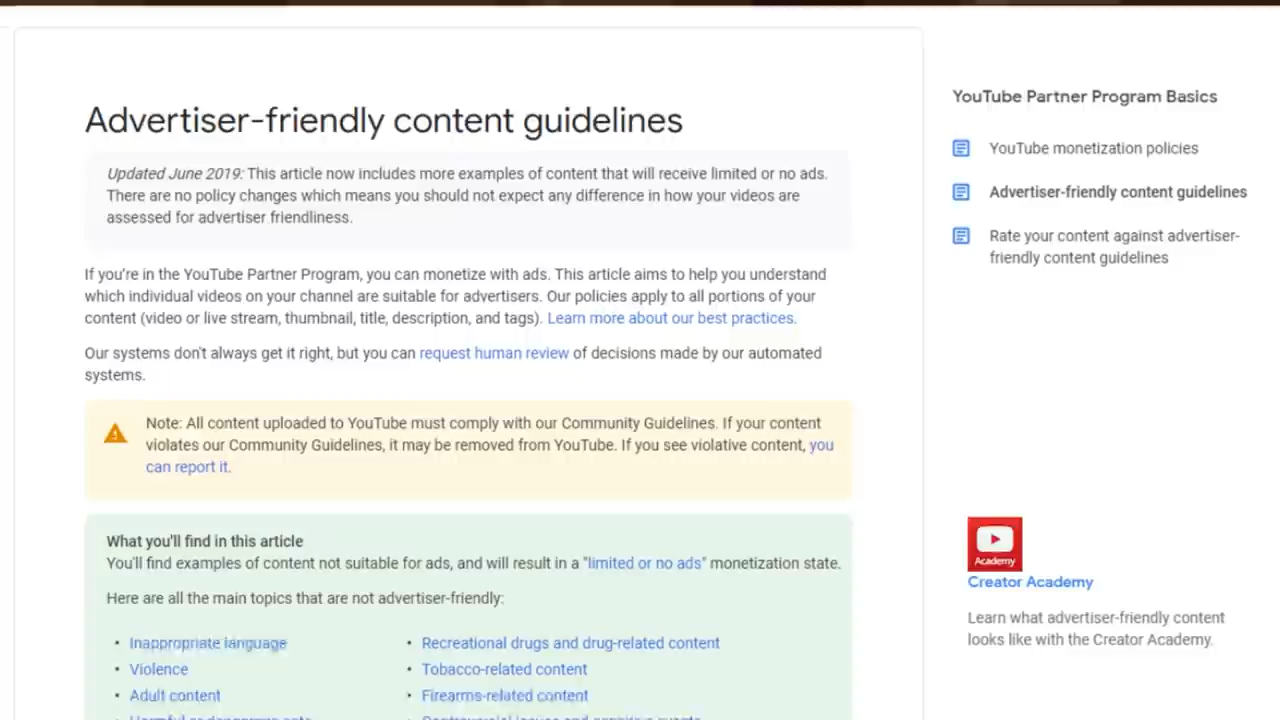 Advertiser-friendly content guidelines
Updated June 2019: This article now includes more examples of content that will receive limited or no ads.
There are no policy changes which means you should not expect any difference in how your videos are
assessed for advertiser friendliness.
If you're in the YouTube Partner Program, you can monetize with ads. This article aims to help you understand
which individual videos on your channel are suitable for advertisers. Our policies apply to all portions of your
content (video or live stream, thumbnail, title, description, and tags). Learn more about our best practices.
Our systems don't always get it right, but you can request human review of decisions made by our automated
systems.
Note: All content uploaded to YouTube must comply with our Community Guidelines. If your content
violates our Community Guidelines, it may be removed from YouTube. If you see violative content, you
can report it.
What you'll find in this article
You'll find examples of content not suitable for ads, and will result in a "limited or no ads" monetization state.
Here are all the main topics that are not advertiser-friendly:
• Inappropriate language
• Violence
• Adult content
• Recreational drugs and drug-related content
• Tobacco-related content
• Firearms-related content
YouTube Partner Program Basics
YouTube monetization policies
Advertiser-friendly content guidelines
Rate your content against advertiser-
friendly content guidelines
Academy
Creator Academy
Learn what advertiser-friendly content
looks like with the Creator Academy.